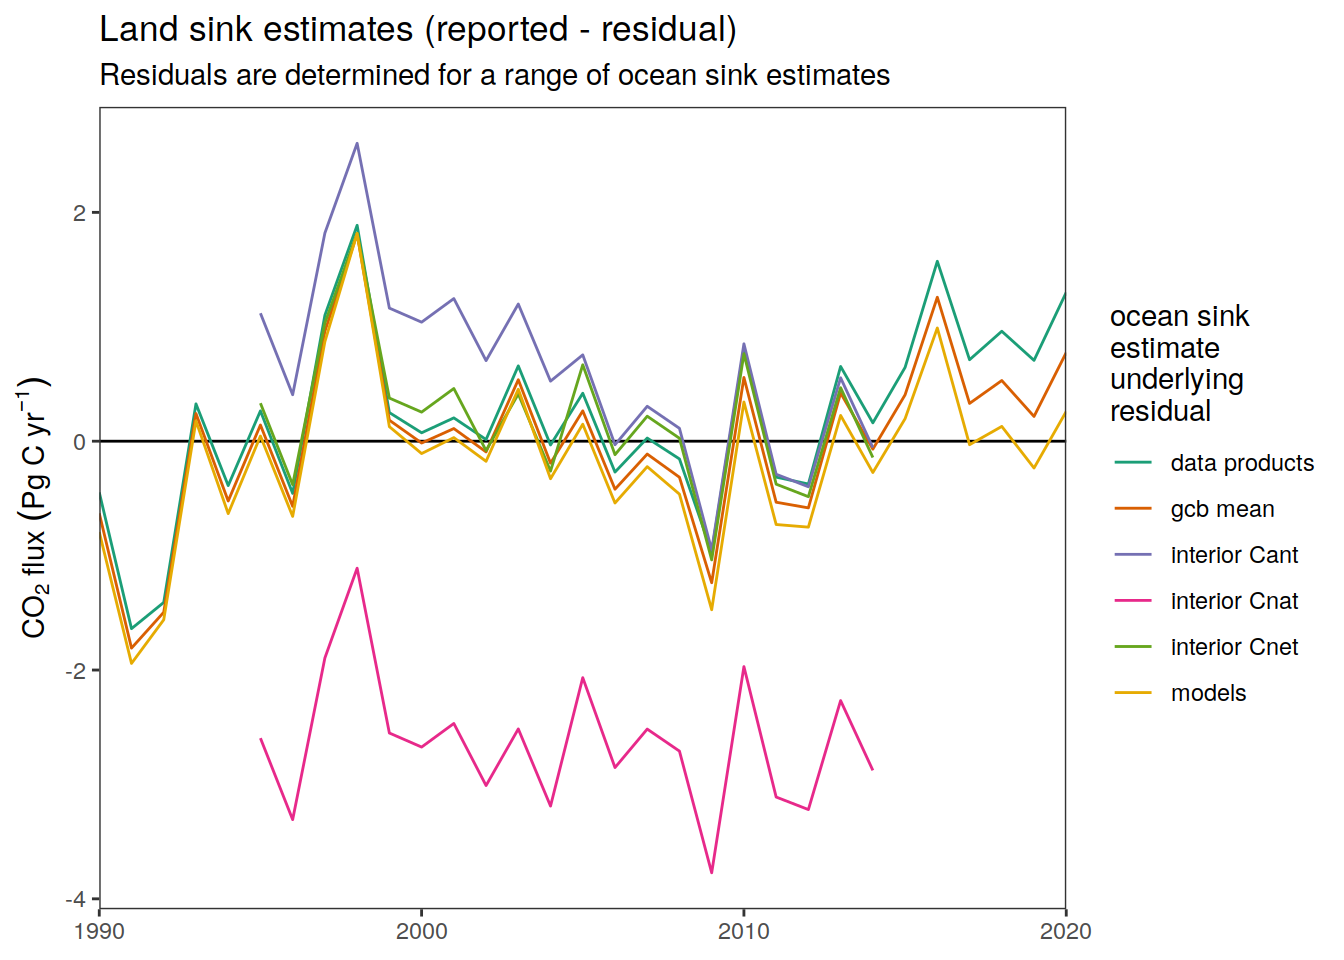 Land sink estimates (reported - residual)
Residuals are determined for a range of ocean sink estimates
CO₂ flux (Pg C yr⁻¹)
2
0
-2
-4
1990
2000
2010
2020
ocean sink
estimate
underlying
residual
data products
gcb mean
interior Cant
interior Cnat
interior Cnet
models